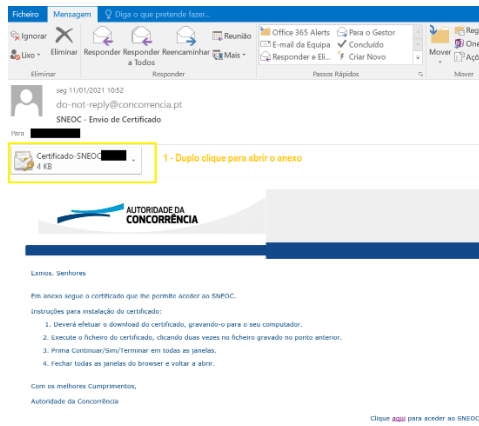 Ficheiro Mensagem Diga o que pretende fazer...
Ignorar
Lixo
Eliminar
Responder
Responder a Todos
Reencaminhar
Reunião
Mais
Office 365 Alerts
E-mail da Equipa
Responder e Eli...
Para o Gestor
Concluído
Criar Novo
Mover
Reg
One
Açõ
Eliminar Responder Passos Rápidos Mover
seg 11/01/2021 10:52
do-not-reply@concorrencia.pt
SNEOC - Envio de Certificado
Para
Certificado-SNEOC
4 KB
1 - Duplo clique para abrir o anexo
AUTORIDADE DA
CONCORRÊNCIA
Exmos. Senhores
Em anexo segue o certificado que lhe permite aceder ao SNEOC.
Instruções para instalação do certificado:
1. Deverá efetuar o download do certificado, gravando-o para o seu computador.
2. Execute o ficheiro do certificado, clicando duas vezes no ficheiro gravado no ponto anterior.
3. Prima Continuar/Sim/Terminar em todas as janelas.
4. Fechar todas as janelas do browser e voltar a abrir.
Com os melhores Cumprimentos,
Autoridade da Concorrência
Clique aqui para aceder ao SNEOC